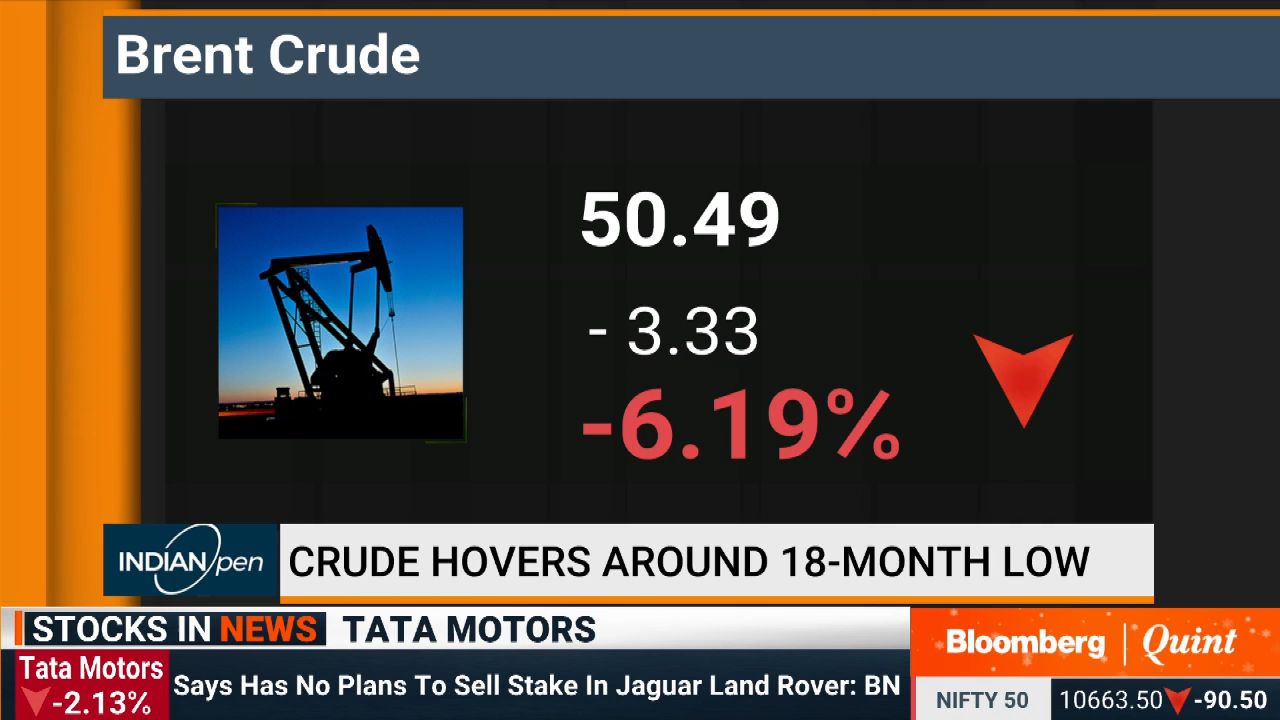 Brent Crude
50.49
- 3.33
-6.19%
INDIAN Open
CRUDE HOVERS AROUND 18-MONTH LOW
STOCKS IN NEWS TATA MOTORS
Bloomberg | Quint
Tata Motors
-2.13%
Says Has No Plans To Sell Stake In Jaguar Land Rover: BN
NIFTY 50 10663.50 -90.50